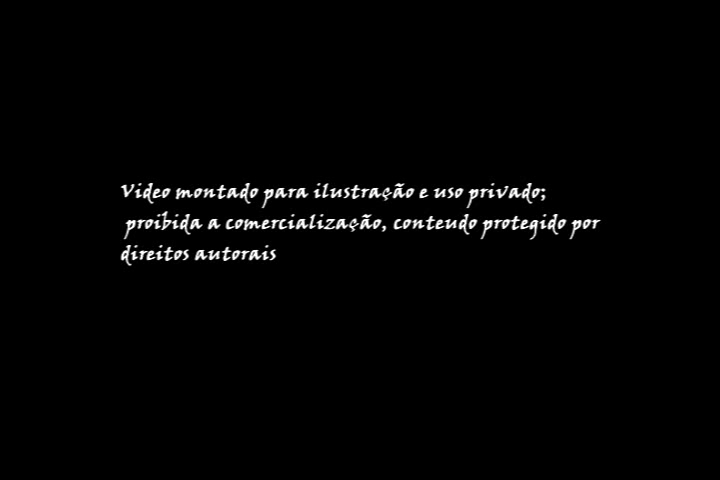 Video montado para ilustração e uso privado;
proibida a comercialização, conteudo protegido por
direitos autorais